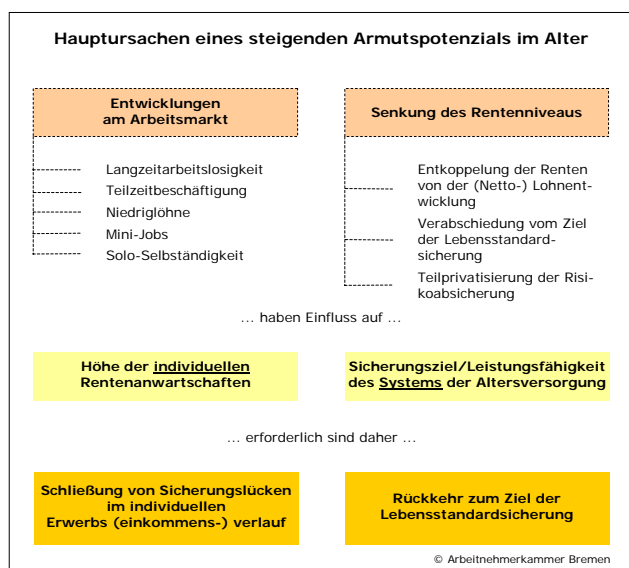 Hauptursachen eines steigenden Armutspotenzials im Alter
Entwicklungen
am Arbeitsmarkt
Langzeitarbeitslosigkeit
Teilzeitbeschäftigung
Niedriglöhne
Mini-Jobs
Solo-Selbständigkeit
Senkung des Rentenniveaus
Entkoppelung der Renten
von der (Netto-) Lohnent-
wicklung
Verabschiedung vom Ziel
der Lebensstandard-
sicherung
Teilprivatisierung der Risi-
koabsicherung
... haben Einfluss auf ...
Höhe der individuellen
Rentenanwartschaften
Sicherungsziel/Leistungsfähigkeit
des Systems der Altersversorgung
... erforderlich sind daher ...
Schließung von Sicherungslücken
im individuellen
Erwerbs (einkommens-) verlauf
Rückkehr zum Ziel der
Lebensstandardsicherung
© Arbeitnehmerkammer Bremen